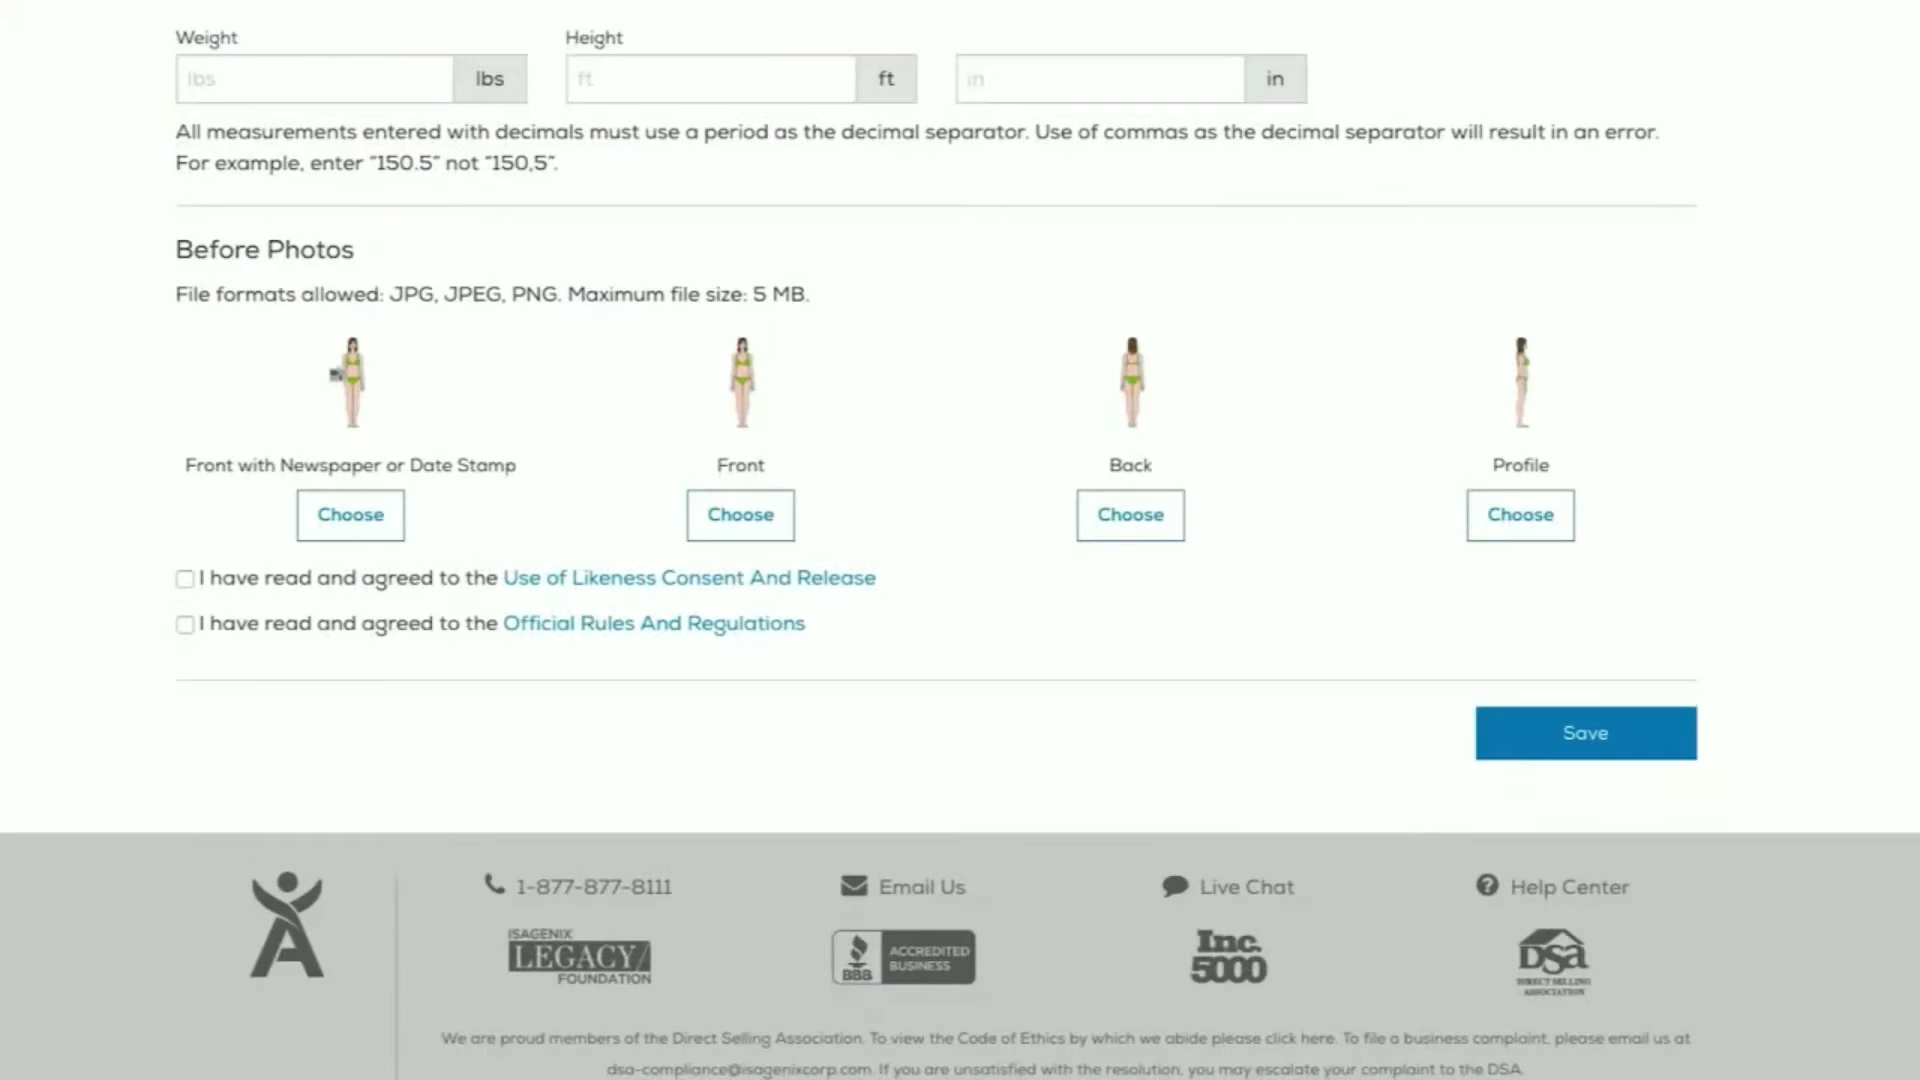 Weight
Height
lbs lbs
ft ft
in in
All measurements entered with decimals must use a period as the decimal separator. Use of commas as the decimal separator will result in an error.
For example, enter “150.5” not “150,5”.
Before Photos
File formats allowed: JPG, JPEG, PNG. Maximum file size: 5 MB.
Front with Newspaper or Date Stamp
Front
Back
Profile
Choose
Choose
Choose
Choose
I have read and agreed to the Use of Likeness Consent And Release
I have read and agreed to the Official Rules And Regulations
Save
1-877-877-8111
Email Us
Live Chat
Help Center
ISAGENIX
LEGACY
FOUNDATION
BBB
ACCREDITED
BUSINESS
Inc.
5000
DSa
DIRECT SELLING
ASSOCIATION
We are proud members of the Direct Selling Association. To view the Code of Ethics by which we abide please click here. To file a business complaint, please email us at
dsa-compliance@isagenixcorp.com. If you are unsatisfied with the resolution, you may escalate your complaint to the DSA.